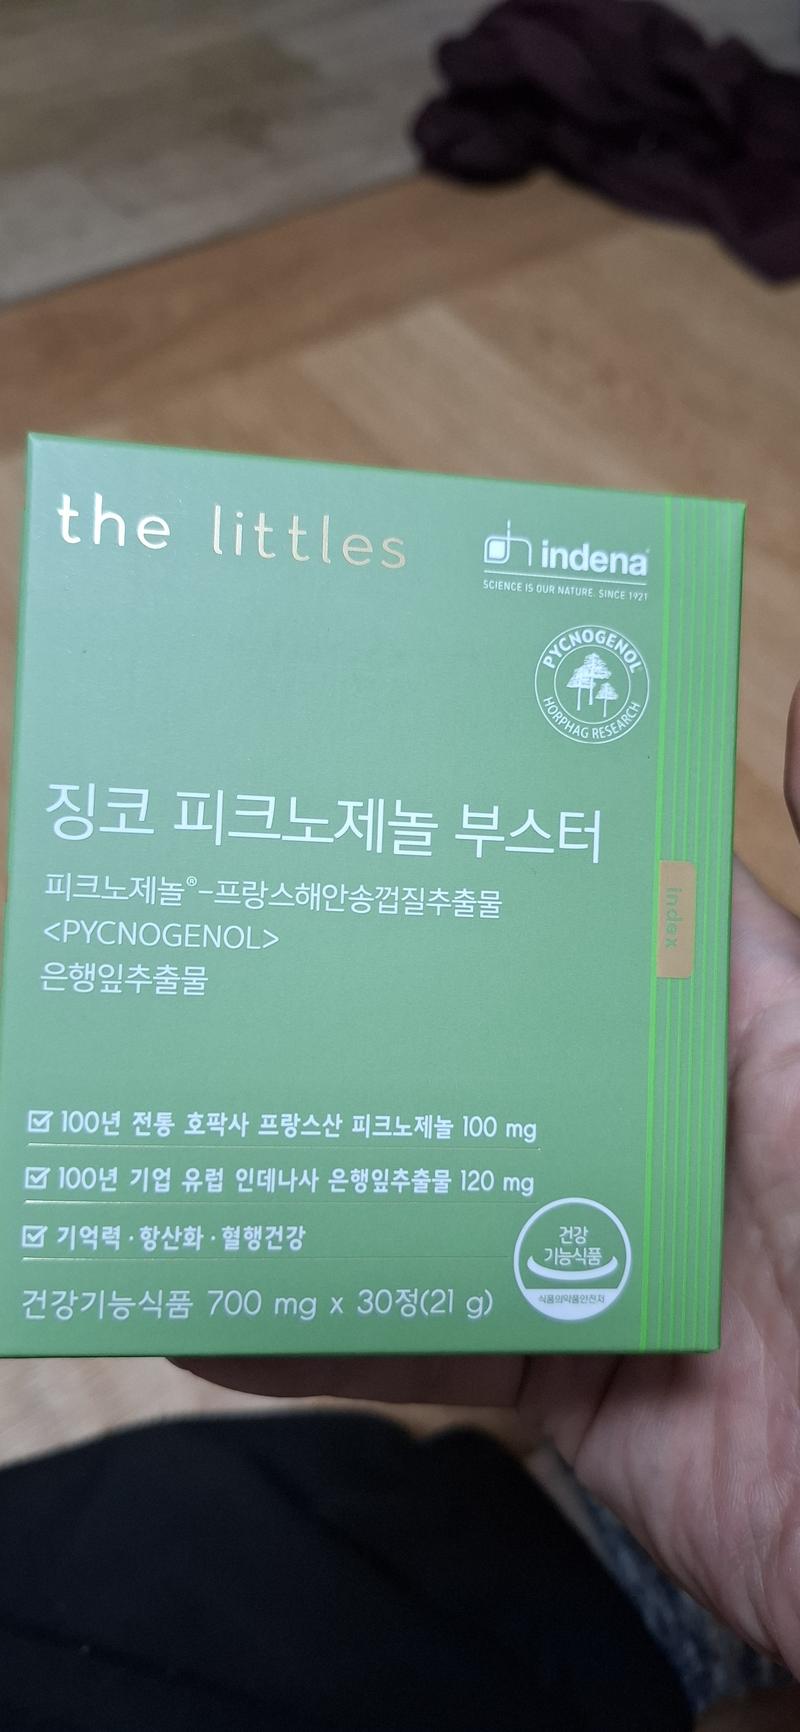 the littles
indena
SCIENCE IS OUR NATURE. SINCE 1921
PYCNOGENOL
HORPHAG RESEARCH
징코 피크노제놀 부스터
피크노제놀®-프랑스해안송껍질추출물
<PYCNOGENOL>
은행잎추출물
index
100년 전통 호팍사 프랑스산 피크노제놀 100 mg
100년 기업 유럽 인데나사 은행잎추출물 120 mg
기억력·항산화·혈행건강
건강
기능식품
식품의약품안전처
건강기능식품 700 mg x 30정(21 g)